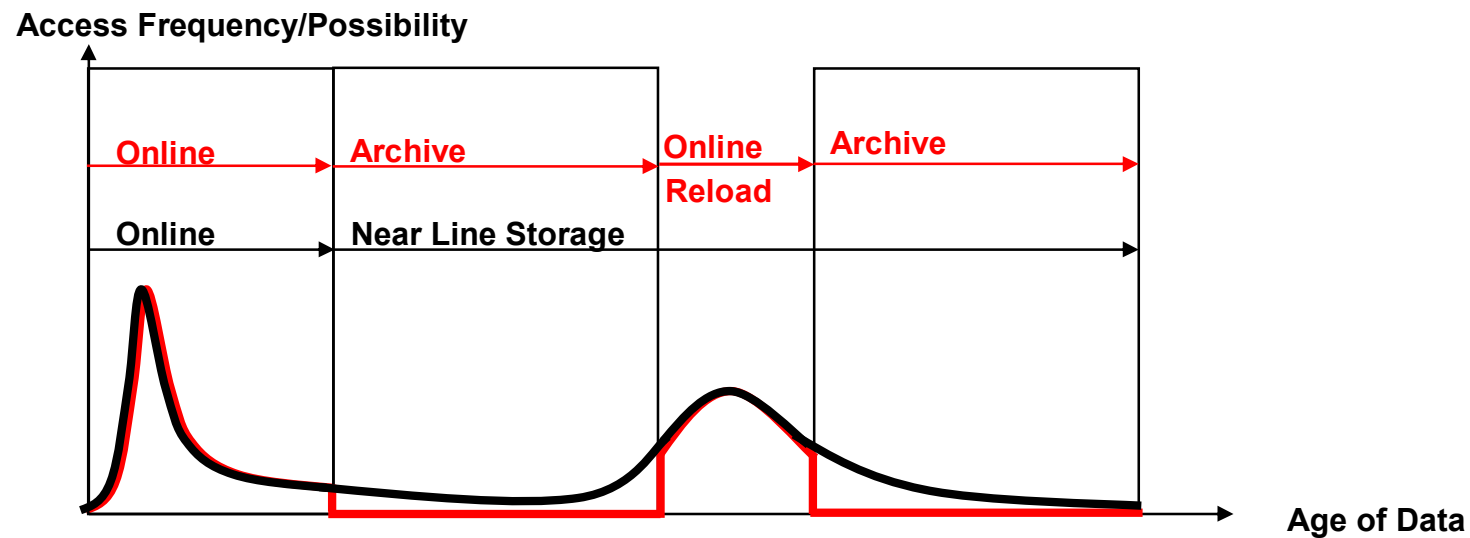 Access Frequency/Possibility
Online
Archive
Online
Reload
Archive
Online
Near Line Storage
Age of Data